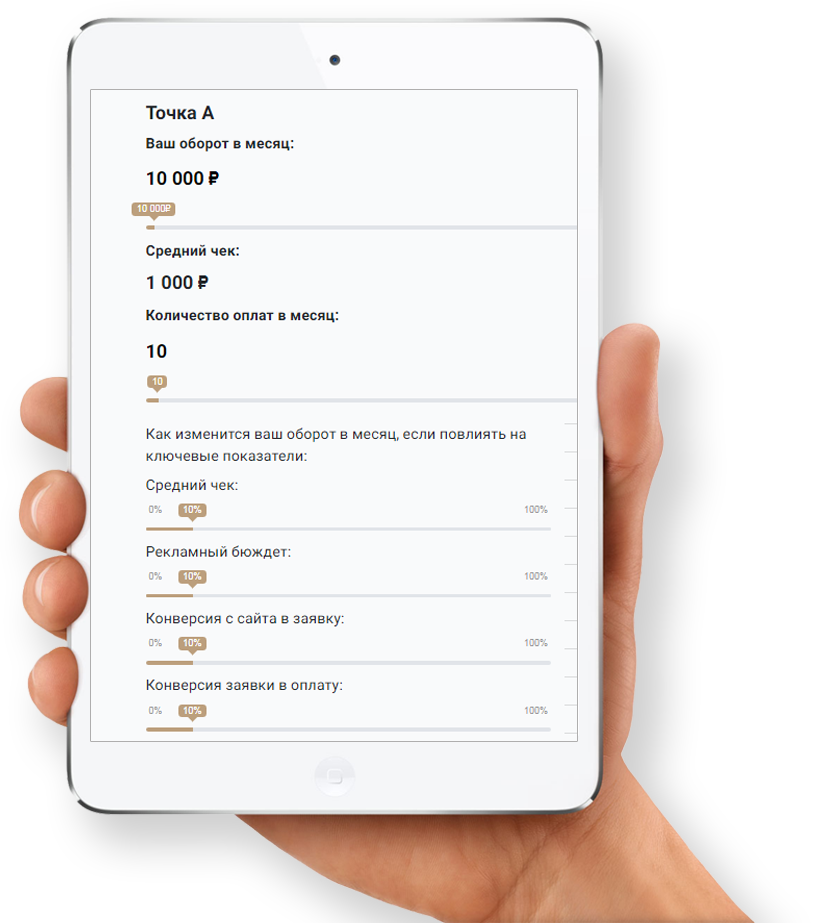 Точка А
Ваш оборот в месяц:
10 000 ₽
10 000₽
Средний чек:
1 000 ₽
Количество оплат в месяц:
10
10
Как изменится ваш оборот в месяц, если повлиять на
ключевые показатели:
Средний чек:
0% 10% 100%
Рекламный бюждет:
0% 10% 100%
Конверсия с сайта в заявку:
0% 10% 100%
Конверсия заявки в оплату:
0% 10% 100%